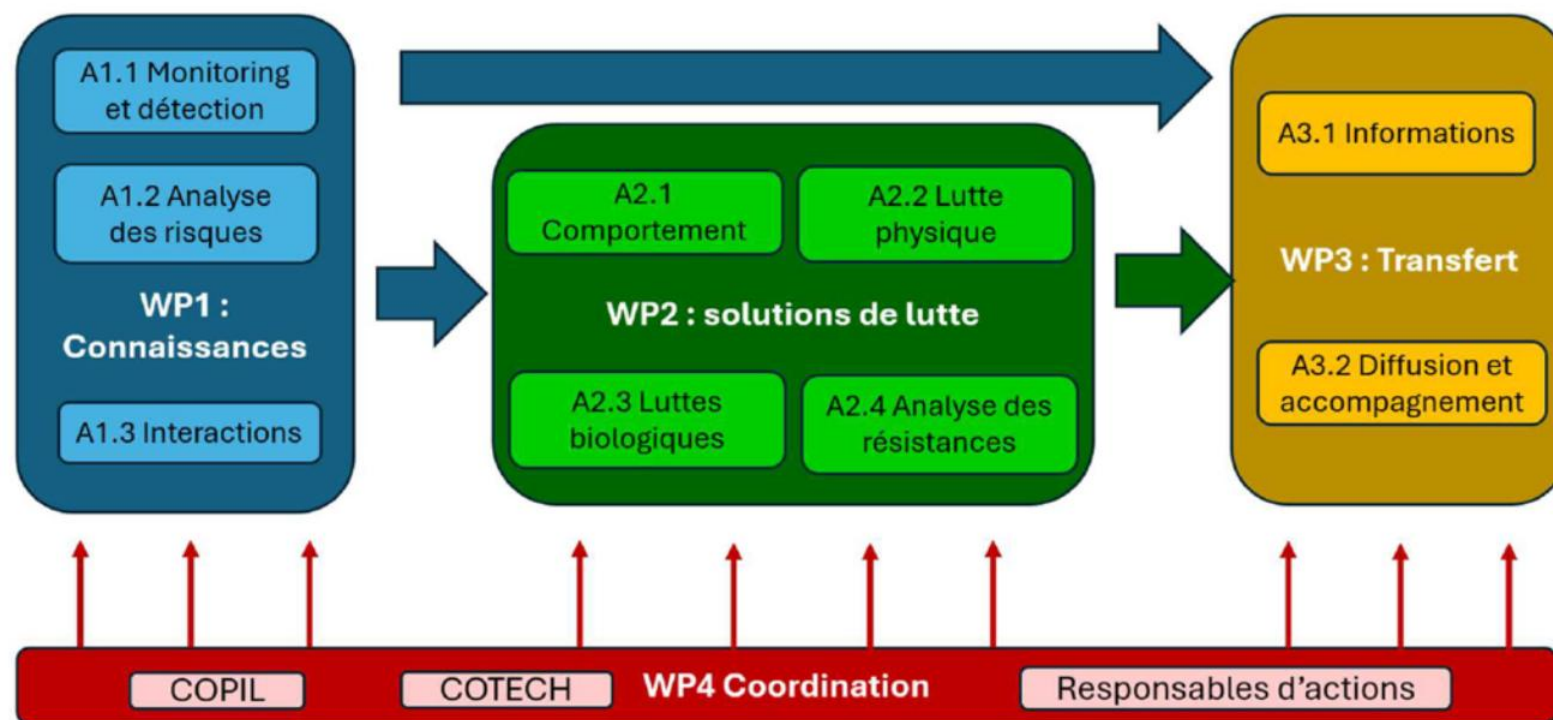 A1.1 Monitoring
et détection
A1.2 Analyse
des risques
WP1 :
Connaissances
A1.3 Interactions
A2.1
Comportement
A2.2 Lutte
physique
WP2 : solutions de lutte
A2.3 Luttes
biologiques
A2.4 Analyse des
résistances
A3.1 Informations
WP3 : Transfert
A3.2 Diffusion et
accompagnement
COPIL
COTECH
WP4 Coordination
Responsables d'actions